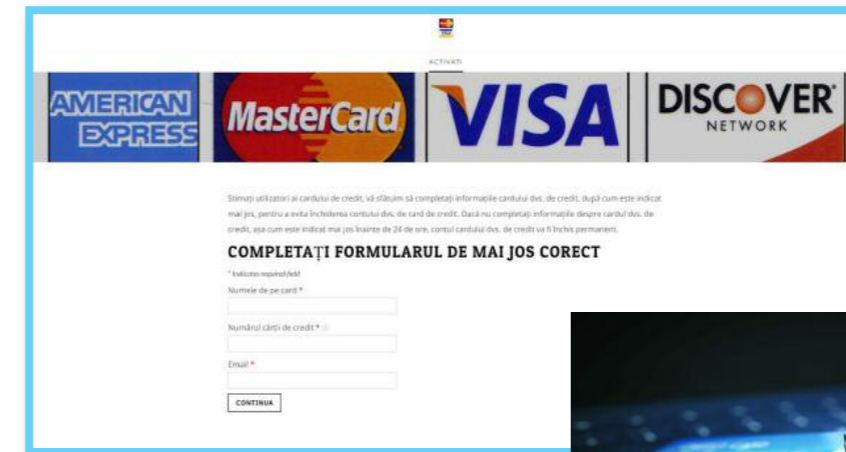 ACTIVATI
AMERICAN EXPRESS
MasterCard
VISA
DISCOVER NETWORK
Stimați utilizatori ai cardului de credit, vă sfătuim să completați informațiile cardului dvs. de credit, după cum este indicat
mai jos, pentru a evita închiderea contului dvs. de card de credit. Dacă nu completați informațiile despre cardul dvs. de
credit, așa cum este indicat mai jos înainte de 24 de ore, contul cardului dvs. de credit va fi închis permanent.
COMPLETAȚI FORMULARUL DE MAI JOS CORECT
* Indicates required field
Numele de pe card *
Numărul cărții de credit *
Email *
CONTINUA